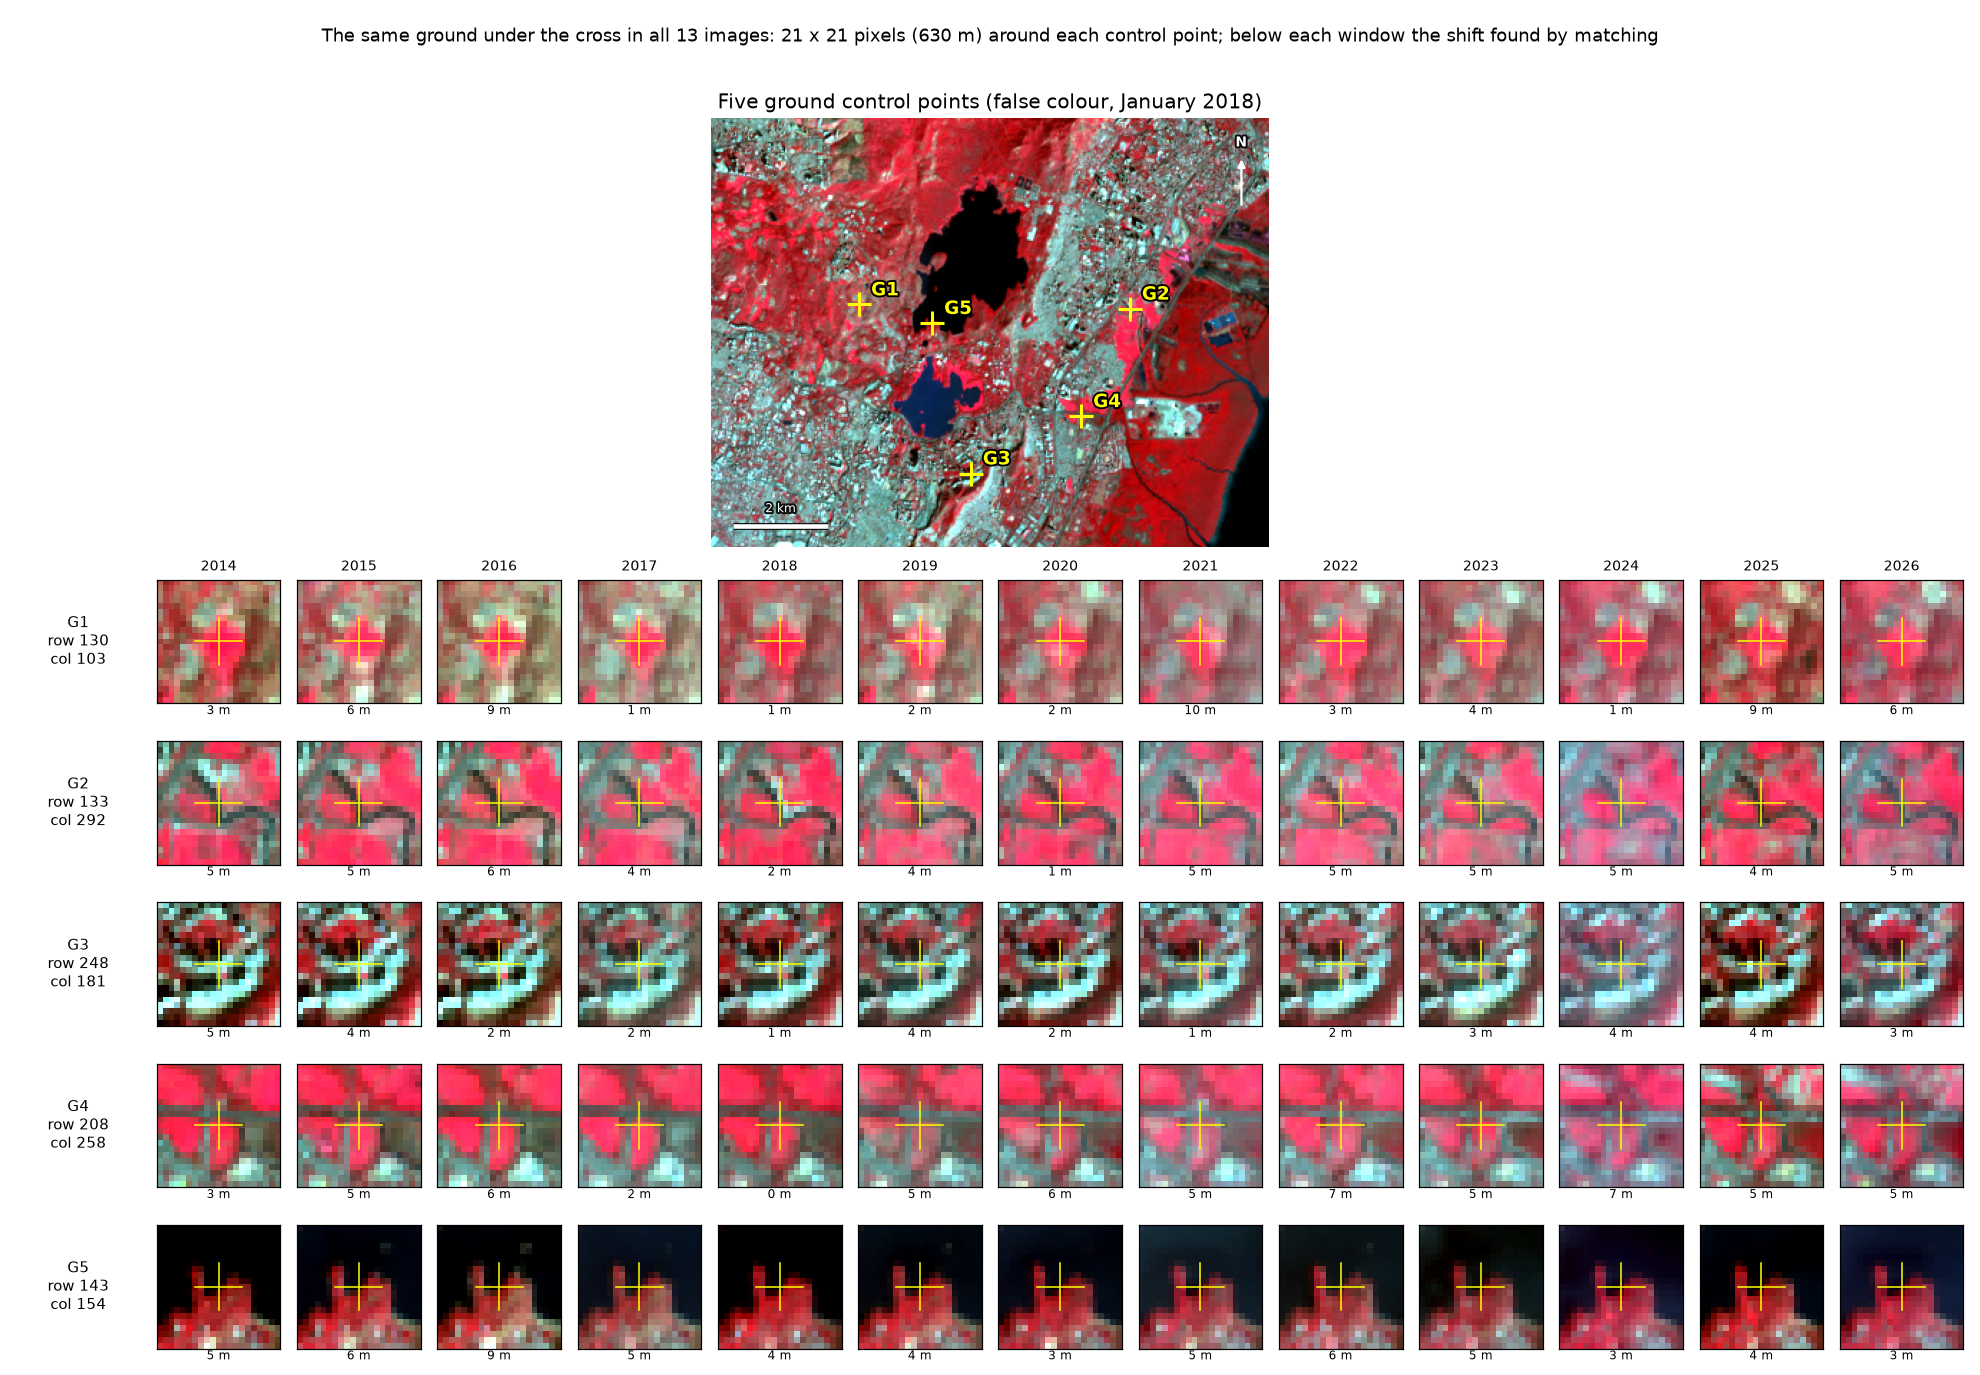 The same ground under the cross in all 13 images: 21 x 21 pixels (630 m) around each control point; below each window the shift found by matching
Five ground control points (false colour, January 2018)
N
G1
G2
G5
G4
G3
2 km
2014 2015 2016 2017 2018 2019 2020 2021 2022 2023 2024 2025 2026
G1
row 130
col 103
3 m 6 m 9 m 1 m 1 m 2 m 2 m 10 m 3 m 4 m 1 m 9 m 6 m
G2
row 133
col 292
5 m 5 m 6 m 4 m 2 m 4 m 1 m 5 m 5 m 5 m 5 m 4 m 5 m
G3
row 248
col 181
5 m 4 m 2 m 2 m 1 m 4 m 2 m 1 m 2 m 3 m 4 m 4 m 3 m
G4
row 208
col 258
3 m 5 m 6 m 2 m 0 m 5 m 6 m 5 m 7 m 5 m 7 m 5 m 5 m
G5
row 143
col 154
5 m 6 m 9 m 5 m 4 m 4 m 3 m 5 m 6 m 5 m 3 m 4 m 3 m